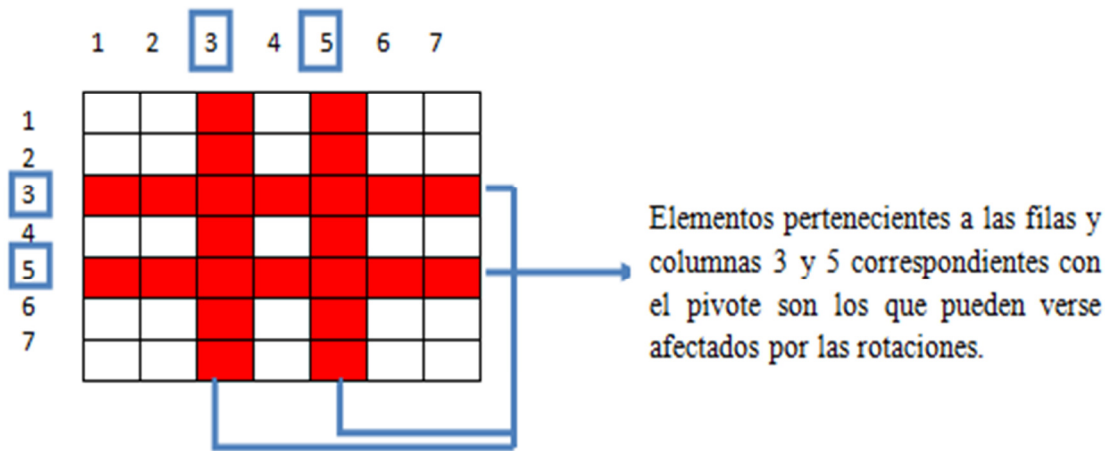 1 2 3 4 5 6 7
1
2
3
4
5
6
7
Elementos pertenecientes a las filas y
columnas 3 y 5 correspondientes con
el pivote son los que pueden verse
afectados por las rotaciones.